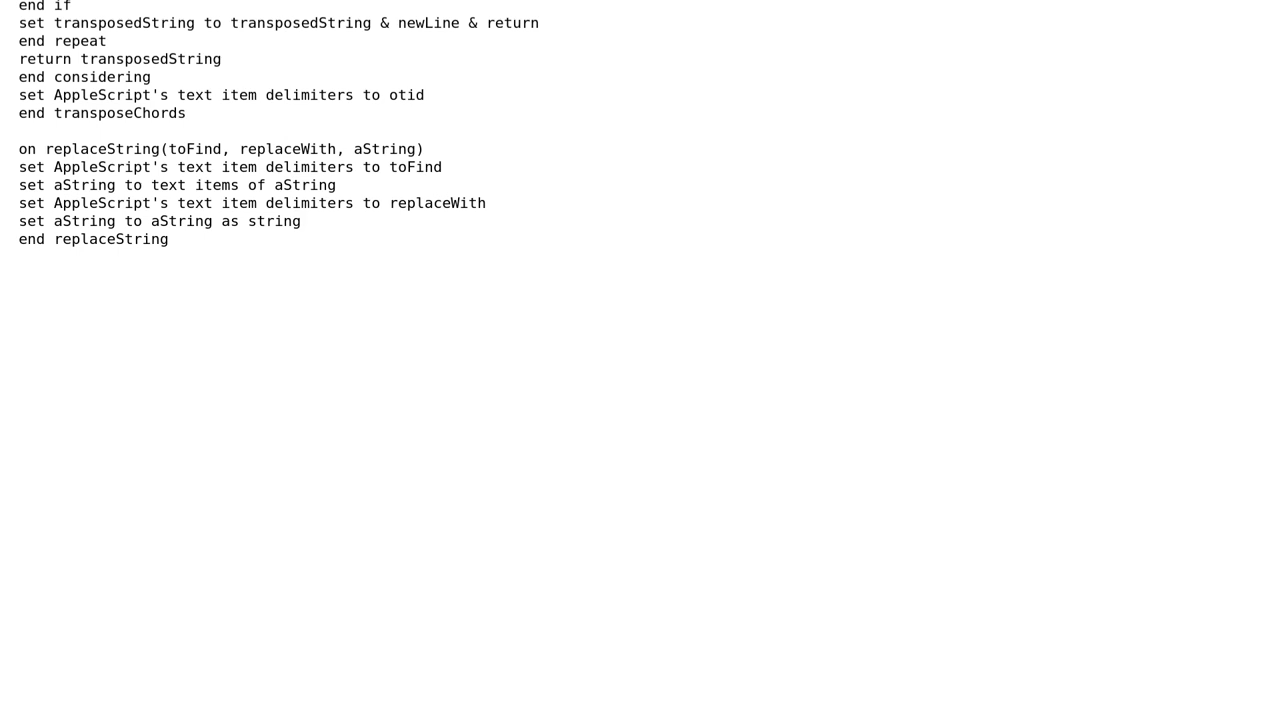 end if
set transposedString to transposedString & newLine & return
end repeat
return transposedString
end considering
set AppleScript's text item delimiters to otid
end transposeChords

on replaceString(toFind, replaceWith, aString)
set AppleScript's text item delimiters to toFind
set aString to text items of aString
set AppleScript's text item delimiters to replaceWith
set aString to aString as string
end replaceString